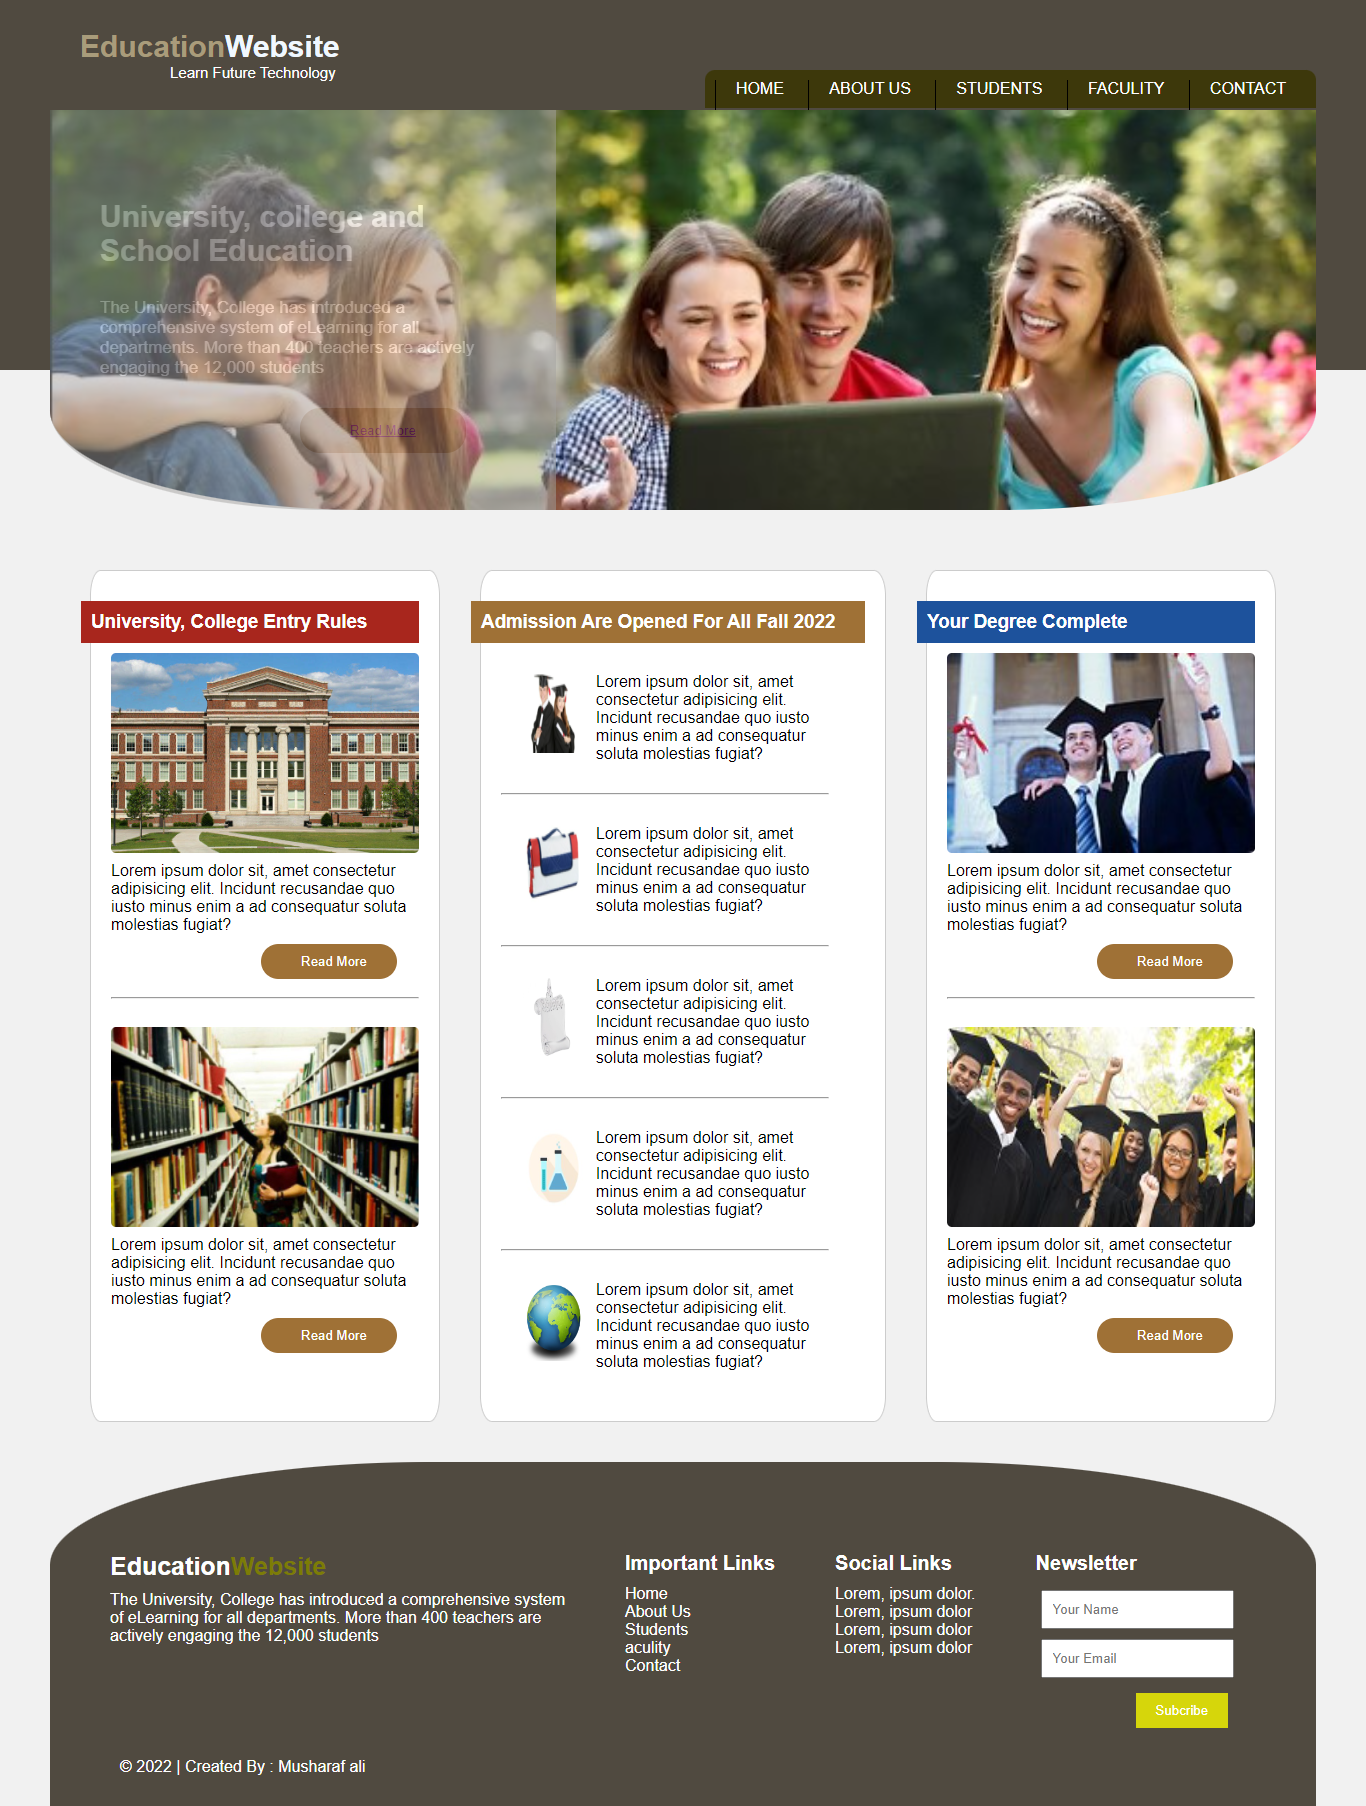 EducationWebsite
Learn Future Technology
HOME ABOUT US STUDENTS FACULITY CONTACT
University, college and
School Education
The University, College has introduced a
comprehensive system of eLearning for all
departments. More than 400 teachers are actively
engaging the 12,000 students
Read More
University, College Entry Rules
Lorem ipsum dolor sit, amet consectetur
adipisicing elit. Incidunt recusandae quo
iusto minus enim a ad consequatur soluta
molestias fugiat?
Read More
Lorem ipsum dolor sit, amet consectetur
adipisicing elit. Incidunt recusandae quo
iusto minus enim a ad consequatur soluta
molestias fugiat?
Read More
Admission Are Opened For All Fall 2022
Lorem ipsum dolor sit, amet
consectetur adipisicing elit.
Incidunt recusandae quo iusto
minus enim a ad consequatur
soluta molestias fugiat?
Lorem ipsum dolor sit, amet
consectetur adipisicing elit.
Incidunt recusandae quo iusto
minus enim a ad consequatur
soluta molestias fugiat?
Lorem ipsum dolor sit, amet
consectetur adipisicing elit.
Incidunt recusandae quo iusto
minus enim a ad consequatur
soluta molestias fugiat?
Lorem ipsum dolor sit, amet
consectetur adipisicing elit.
Incidunt recusandae quo iusto
minus enim a ad consequatur
soluta molestias fugiat?
Lorem ipsum dolor sit, amet
consectetur adipisicing elit.
Incidunt recusandae quo iusto
minus enim a ad consequatur
soluta molestias fugiat?
Your Degree Complete
Lorem ipsum dolor sit, amet consectetur
adipisicing elit. Incidunt recusandae quo
iusto minus enim a ad consequatur soluta
molestias fugiat?
Read More
Lorem ipsum dolor sit, amet consectetur
adipisicing elit. Incidunt recusandae quo
iusto minus enim a ad consequatur soluta
molestias fugiat?
Read More
EducationWebsite
The University, College has introduced a comprehensive system
of eLearning for all departments. More than 400 teachers are
actively engaging the 12,000 students
Important Links
Home
About Us
Students
aculity
Contact
Social Links
Lorem, ipsum dolor.
Lorem, ipsum dolor
Lorem, ipsum dolor
Lorem, ipsum dolor
Newsletter
Your Name
Your Email
Subcribe
© 2022 | Created By : Musharaf ali